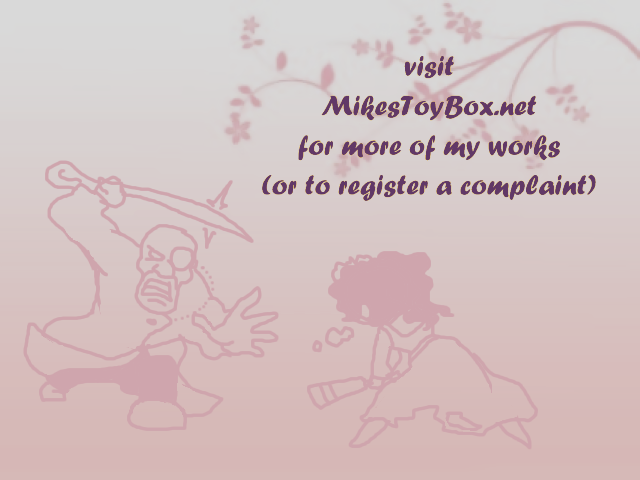 visit
MikesToyBox.net
for more of my works
(or to register a complaint)